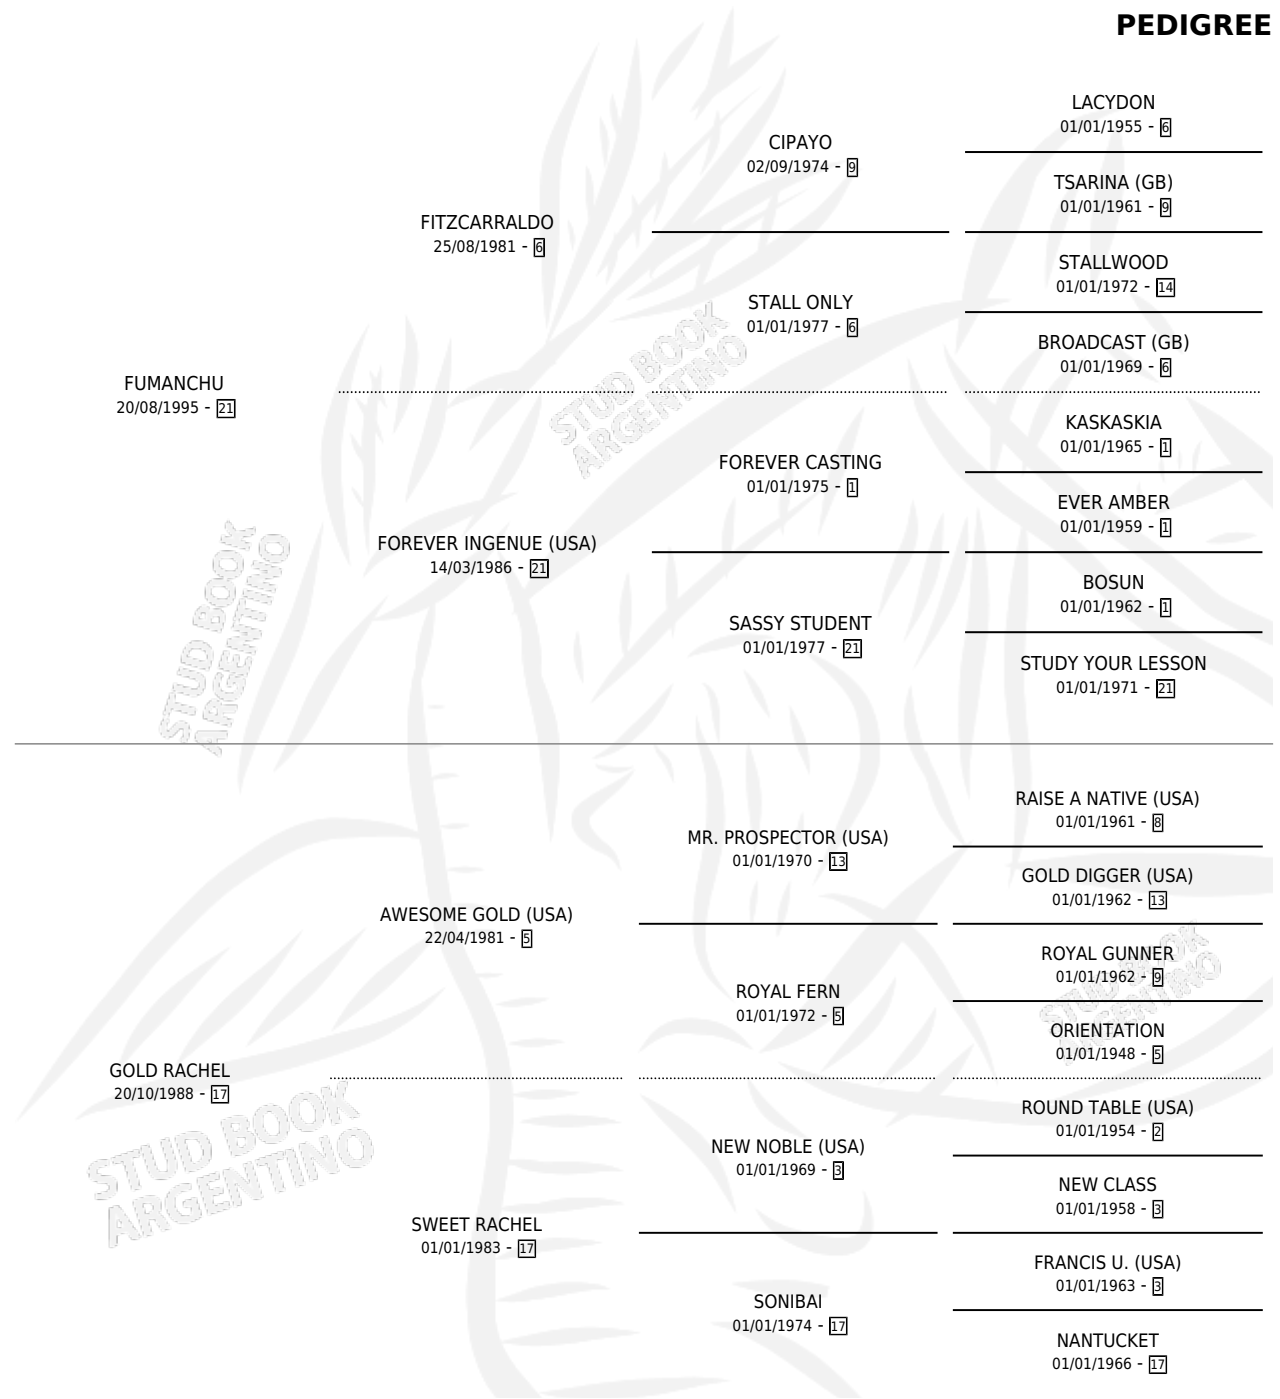 PEDIGREE
LACYDON
01/01/1955 - 6
CIPAYO
02/09/1974 - 9
TSARINA (GB)
01/01/1961 - 9
FITZCARRALDO
25/08/1981 - 6
STALLWOOD
01/01/1972 - 14
STALL ONLY
01/01/1977 - 6
BROADCAST (GB)
01/01/1969 - 6
FUMANCHU
20/08/1995 - 21
KASKASKIA
01/01/1965 - 1
FOREVER CASTING
01/01/1975 - 1
EVER AMBER
01/01/1959 - 1
FOREVER INGENUE (USA)
14/03/1986 - 21
BOSUN
01/01/1962 - 1
SASSY STUDENT
01/01/1977 - 21
STUDY YOUR LESSON
01/01/1971 - 21
RAISE A NATIVE (USA)
01/01/1961 - 8
MR. PROSPECTOR (USA)
01/01/1970 - 13
GOLD DIGGER (USA)
01/01/1962 - 13
AWESOME GOLD (USA)
22/04/1981 - 5
ROYAL GUNNER
01/01/1962 - 9
ROYAL FERN
01/01/1972 - 5
ORIENTATION
01/01/1948 - 5
GOLD RACHEL
20/10/1988 - 17
ROUND TABLE (USA)
01/01/1954 - 2
NEW NOBLE (USA)
01/01/1969 - 3
NEW CLASS
01/01/1958 - 3
SWEET RACHEL
01/01/1983 - 17
FRANCIS U. (USA)
01/01/1963 - 3
SONIBAI
01/01/1974 - 17
NANTUCKET
01/01/1966 - 17
STUD BOOK
ARGENTINO
STUD BOOK
ARGENTINO
STUD BOOK
ARGENTINO
STUD BOOK
ARGENTINO